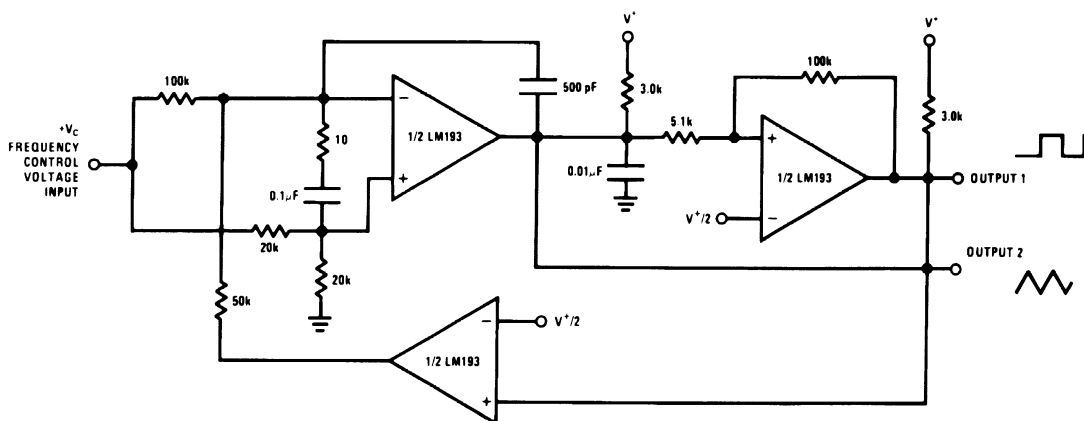 V+
V+
100k
100k
500 pF
3.0k
3.0k
5.1k
+VC
FREQUENCY
CONTROL
VOLTAGE
INPUT
10
−
1/2 LM193
+
0.1μF
0.01μF
+
1/2 LM193
−
V+/2
OUTPUT 1
20k
20k
OUTPUT 2
50k
−
V+/2
1/2 LM193
+